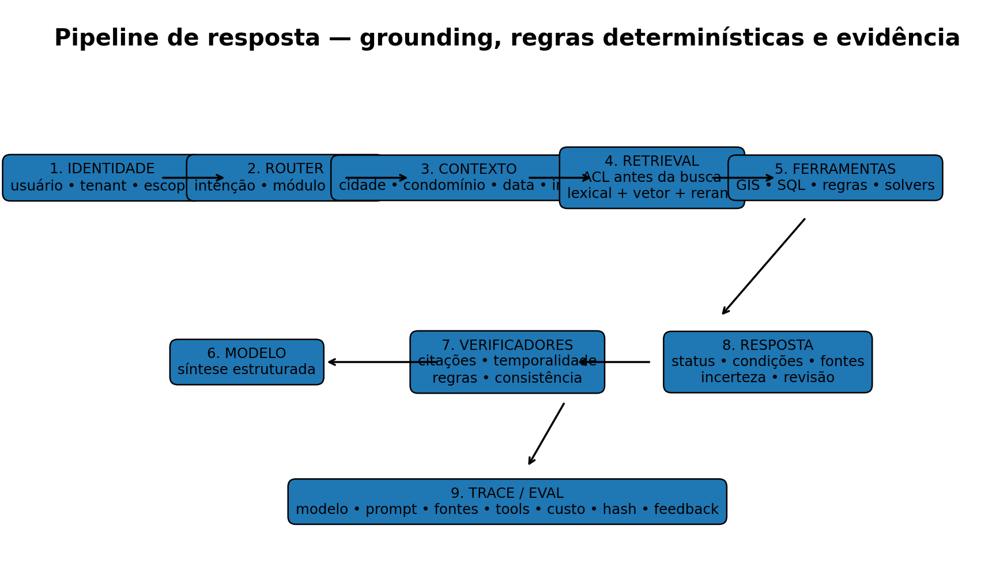 Pipeline de resposta — grounding, regras determinísticas e evidência
1. IDENTIDADE
usuário • tenant •
2. ROUTER
intenção • módulo
3. CONTEXTO
cidade • condomínio • data •
4. RETRIEVAL
ACL antes da busca
lexical + vetor +
5. FERRAMENTAS
GIS • SQL • regras • solvers
6. MODELO
síntese estruturada
7. VERIFICADORES
citações • temporalidade
regras • consistência
8. RESPOSTA
status • condições • fontes
incerteza • revisão
9. TRACE / EVAL
modelo • prompt • fontes • tools • custo • hash • feedback